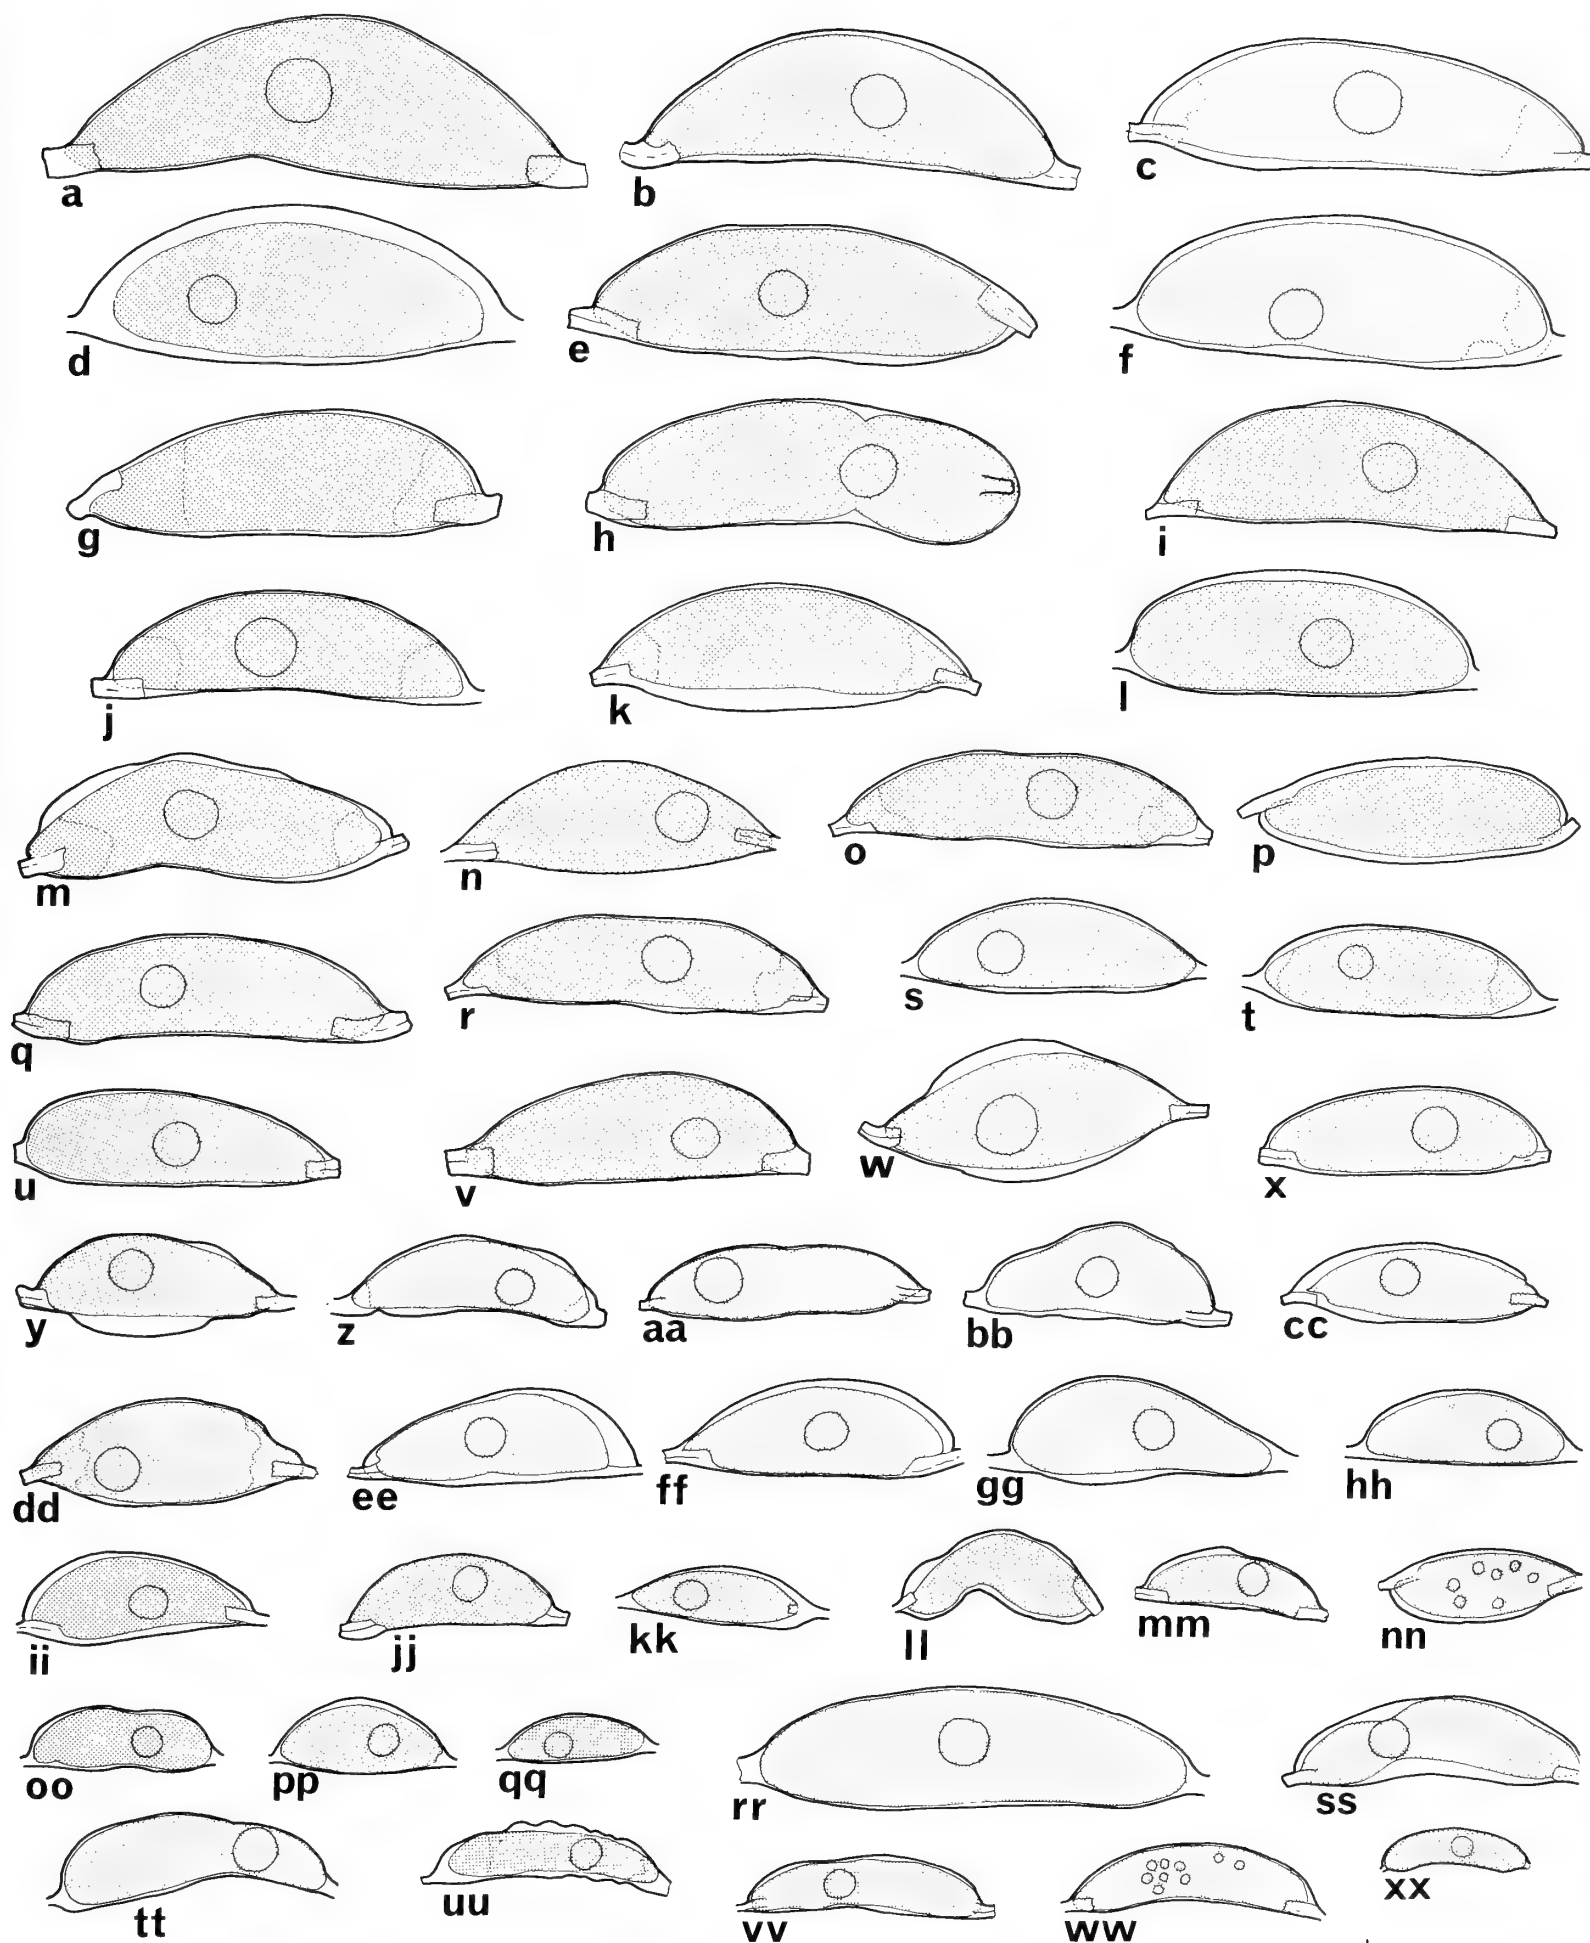 a b c
d e f
g h i
j k l
m n o p
q r s t
u v w x
y z aa bb cc
dd ee ff gg hh
ii jj kk ll mm nn
oo pp qq rr ss
tt uu vv ww xx